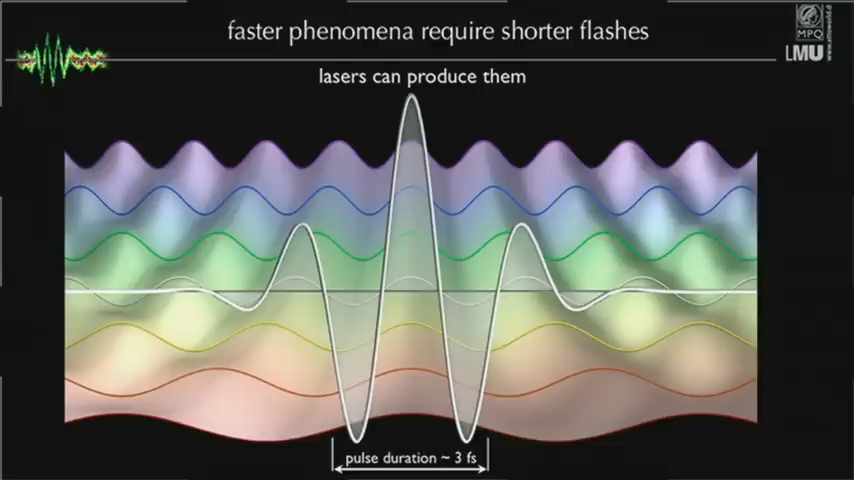 faster phenomena require shorter flashes
lasers can produce them
MPQ
LMU
pulse duration ~ 3 fs